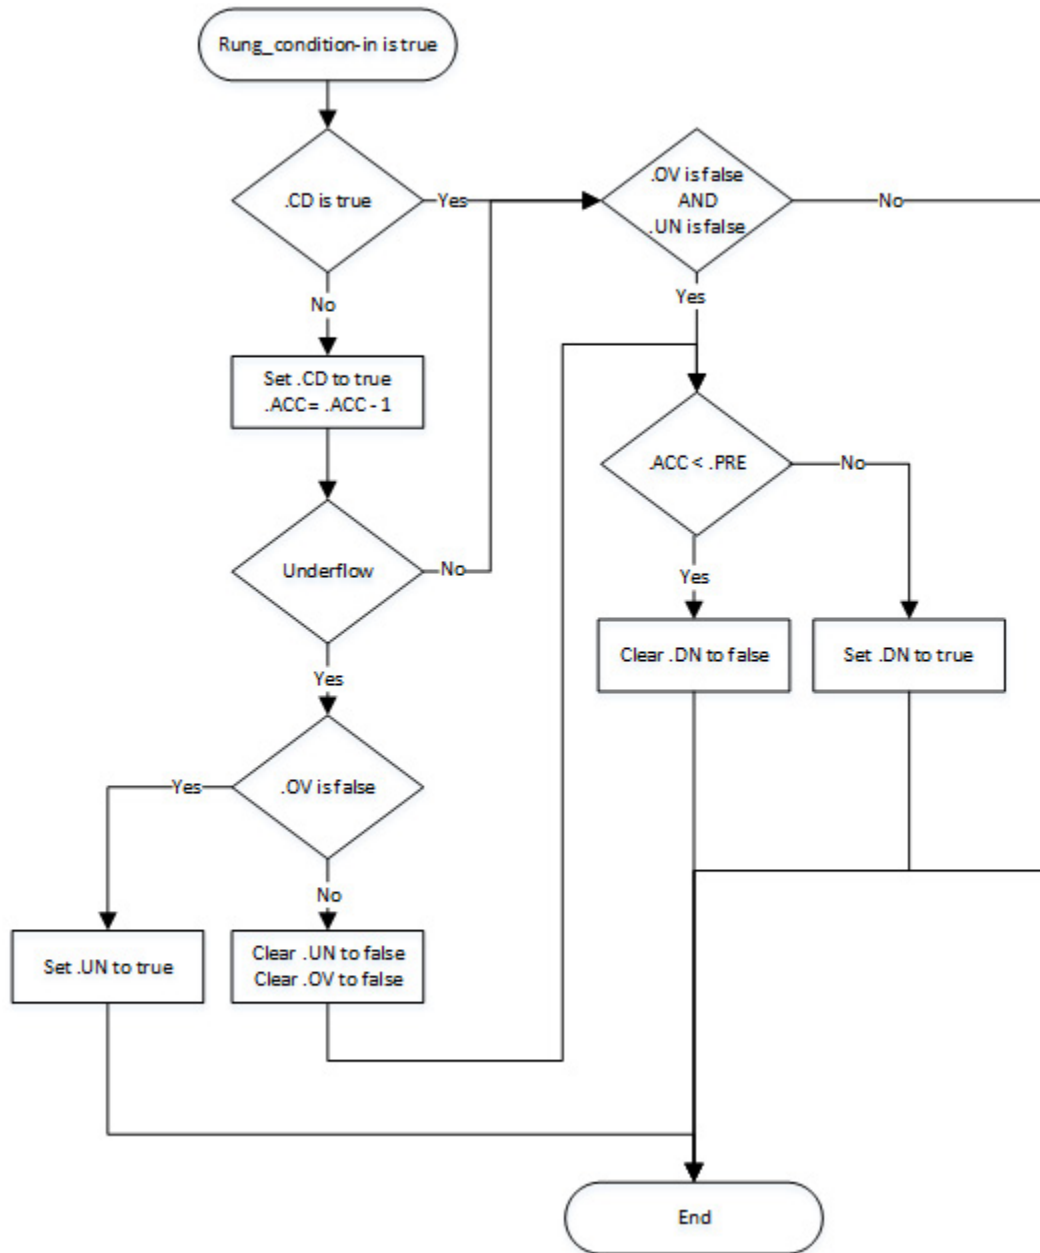 Rung_condition-in is true
.CD is true
Yes
.OV is false
AND
.UN is false
No
No
Yes
Set .CD to true
.ACC = .ACC - 1
.ACC < .PRE
No
Underflow
No
Yes
Clear .DN to false
Set .DN to true
Yes
.OV is false
Yes
No
Set .UN to true
Clear .UN to false
Clear .OV to false
End